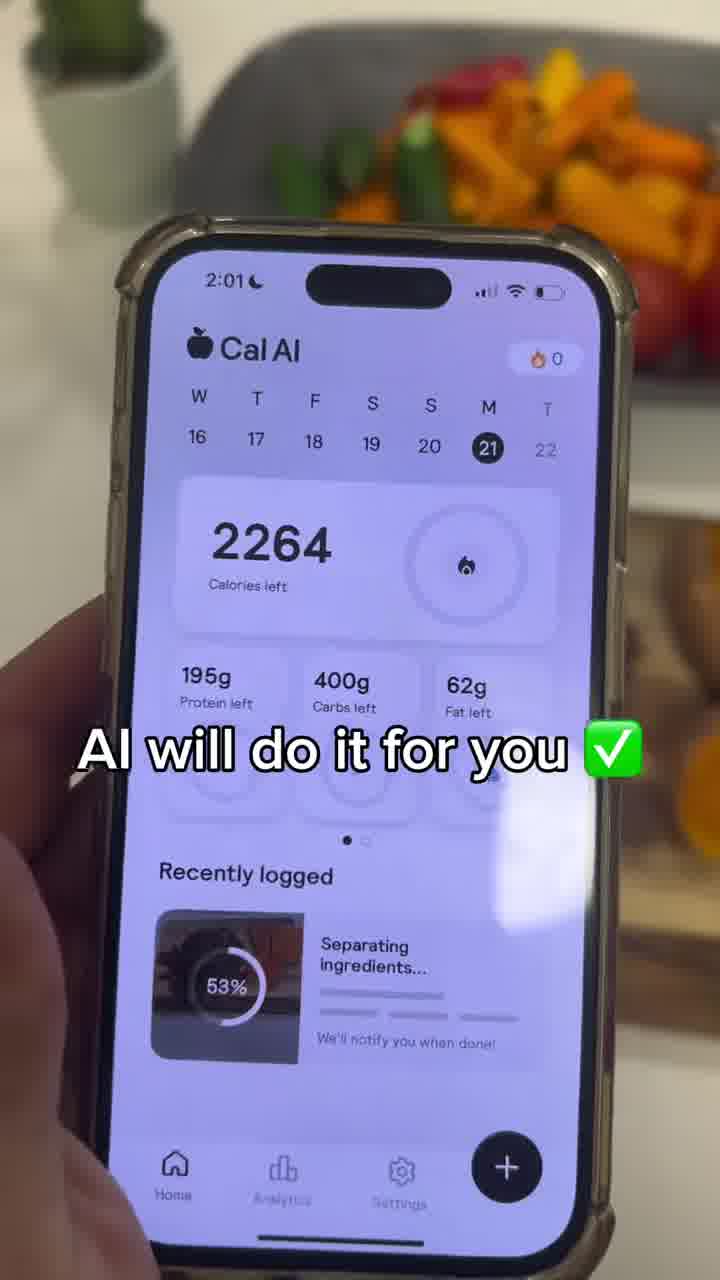 2:01
Cal AI
🔥 0
W T F S S M T
16 17 18 19 20 21 22
2264
Calories left
195g 400g 62g
Protein left Carbs left Fat left
AI will do it for you ✅
Recently logged
53%
Separating
ingredients...
We'll notify you when done!
Home Analytics Settings